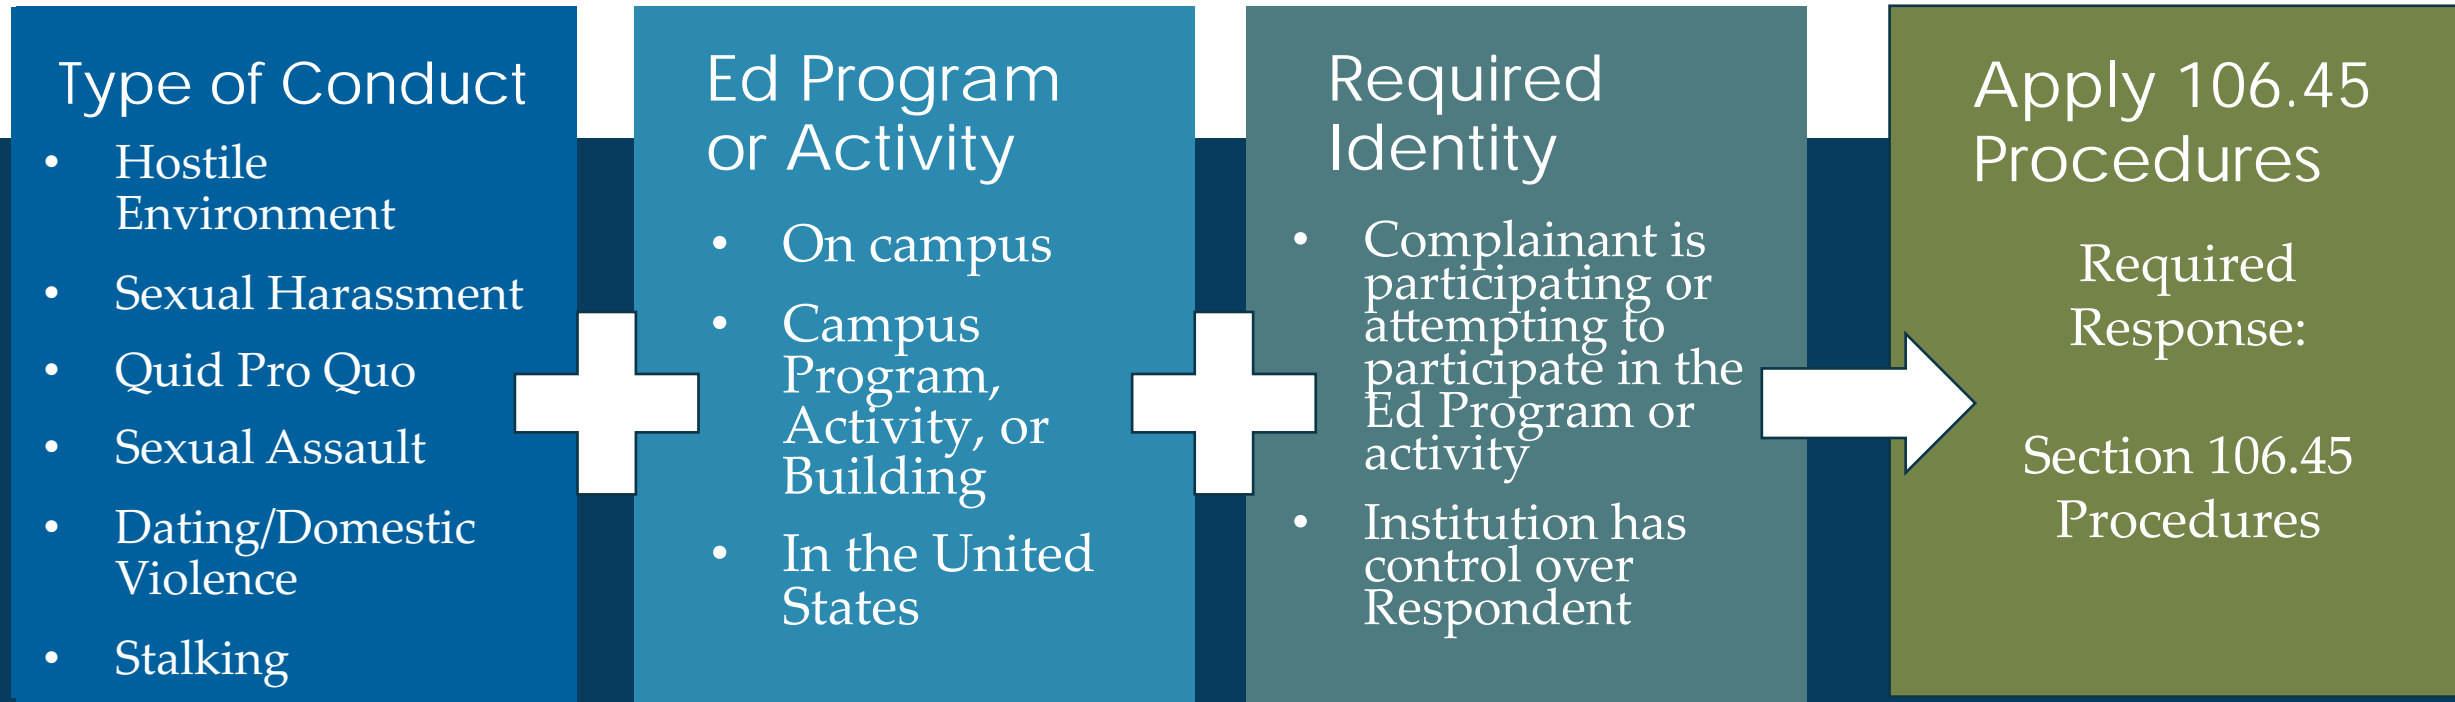 Type of Conduct
• Hostile
Environment
• Sexual Harassment
• Quid Pro Quo
• Sexual Assault
• Dating/Domestic
Violence
• Stalking
Ed Program
or Activity
• On campus
• Campus
Program,
Activity, or
Building
• In the United
States
Required
Identity
• Complainant is
participating or
attempting to
participate in the
Ed Program or
activity
• Institution has
control over
Respondent
Apply 106.45
Procedures
Required
Response:
Section 106.45
Procedures